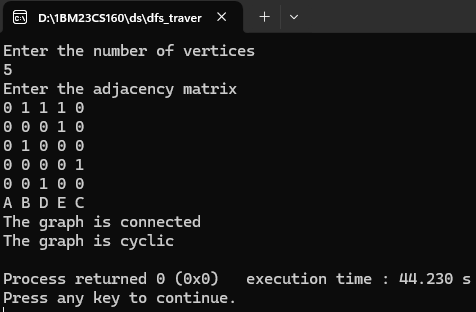 D:\1BM23CS160\ds\dfs_traver
Enter the number of vertices
5
Enter the adjacency matrix
0 1 1 1 0
0 0 0 1 0
0 1 0 0 0
0 0 0 0 1
0 0 1 0 0
A B D E C
The graph is connected
The graph is cyclic
Process returned 0 (0x0)   execution time : 44.230 s
Press any key to continue.